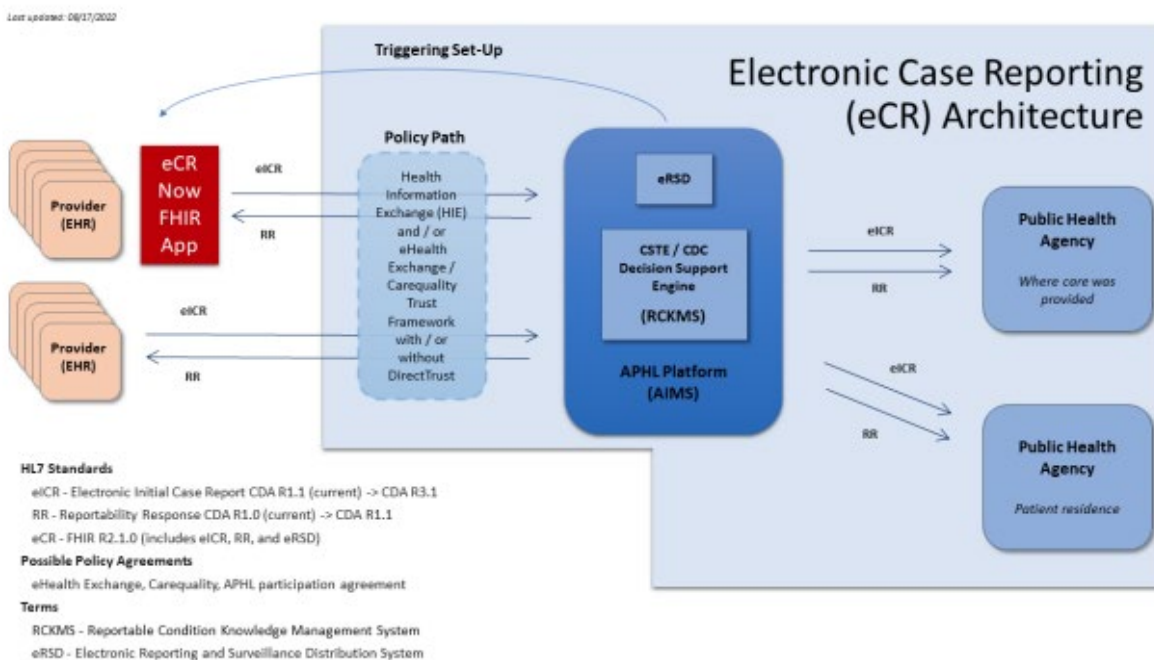 Last updated: 08/17/2022
Triggering Set-Up
Electronic Case Reporting
(eCR) Architecture
Policy Path
Provider
(EHR)
eCR
Now
FHIR
App
eICR
RR
Health
Information
Exchange (HIE)
and / or
eHealth
Exchange /
Carequality
Trust
Framework
with / or
without
DirectTrust
eRSD
CSTE / CDC
Decision Support
Engine
(RCKMS)
APHL Platform
(AIMS)
eICR
RR
Public Health
Agency
Where care was
provided
Provider
(EHR)
eICR
RR
eICR
RR
Public Health
Agency
Patient residence
HL7 Standards
eICR - Electronic Initial Case Report CDA R1.1 (current) -> CDA R3.1
RR - Reportability Response CDA R1.0 (current) -> CDA R1.1
eCR - FHIR R2.1.0 (includes eICR, RR, and eRSD)
Possible Policy Agreements
eHealth Exchange, Carequality, APHL participation agreement
Terms
RCKMS - Reportable Condition Knowledge Management System
eRSD - Electronic Reporting and Surveillance Distribution System